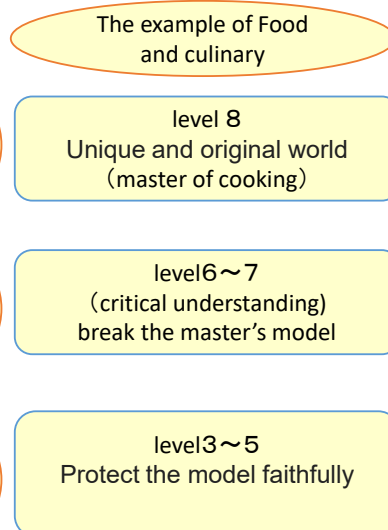 The example of Food
and culinary
level 8
Unique and original world
（master of cooking）
level６～７
（critical understanding)
break the master’s model
level３～５
Protect the model faithfully